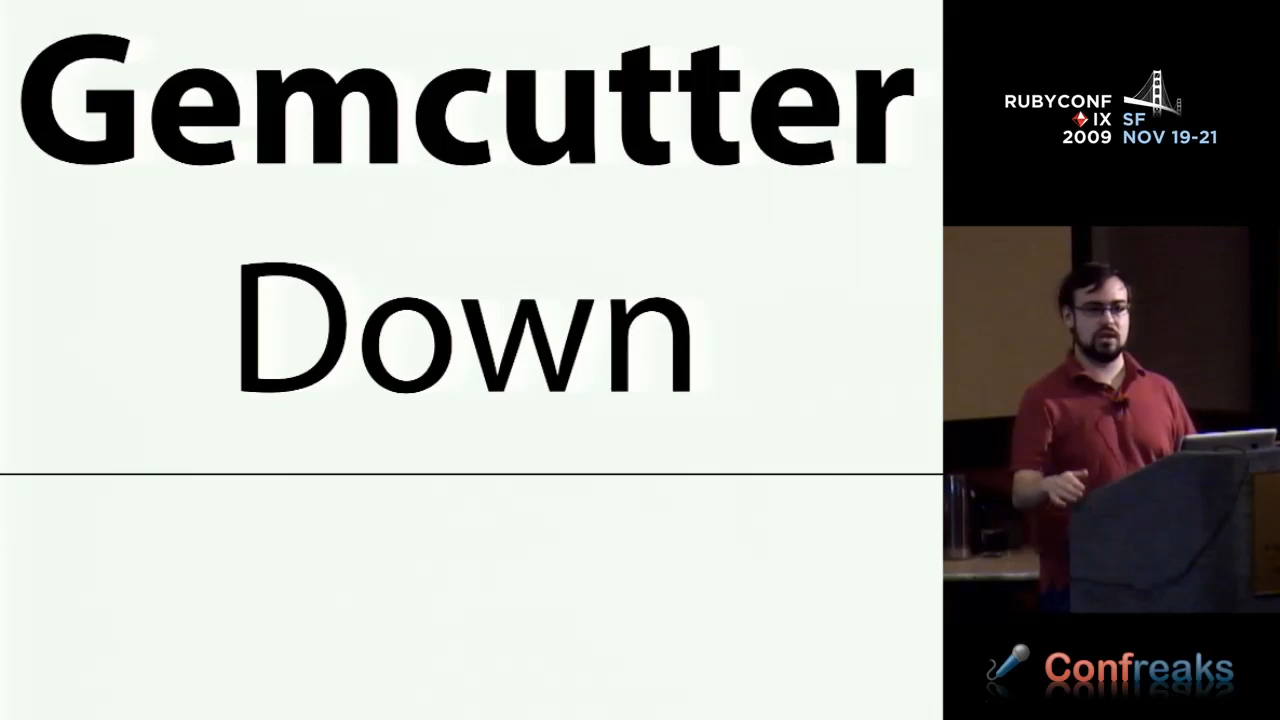 Gemcutter
Down
RUBYCONF
IX SF
2009 NOV 19-21
Confreaks